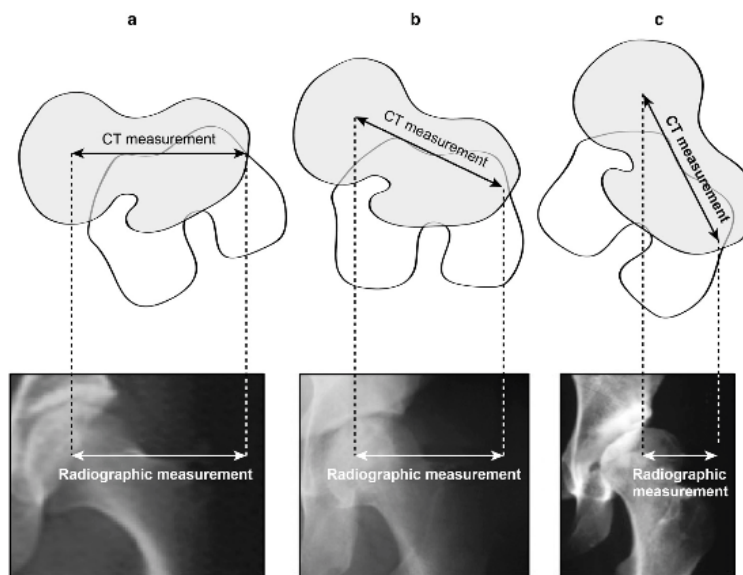 a
b
c
CT measurement
CT measurement
CT measurement
Radiographic measurement
Radiographic measurement
Radiographic
measurement